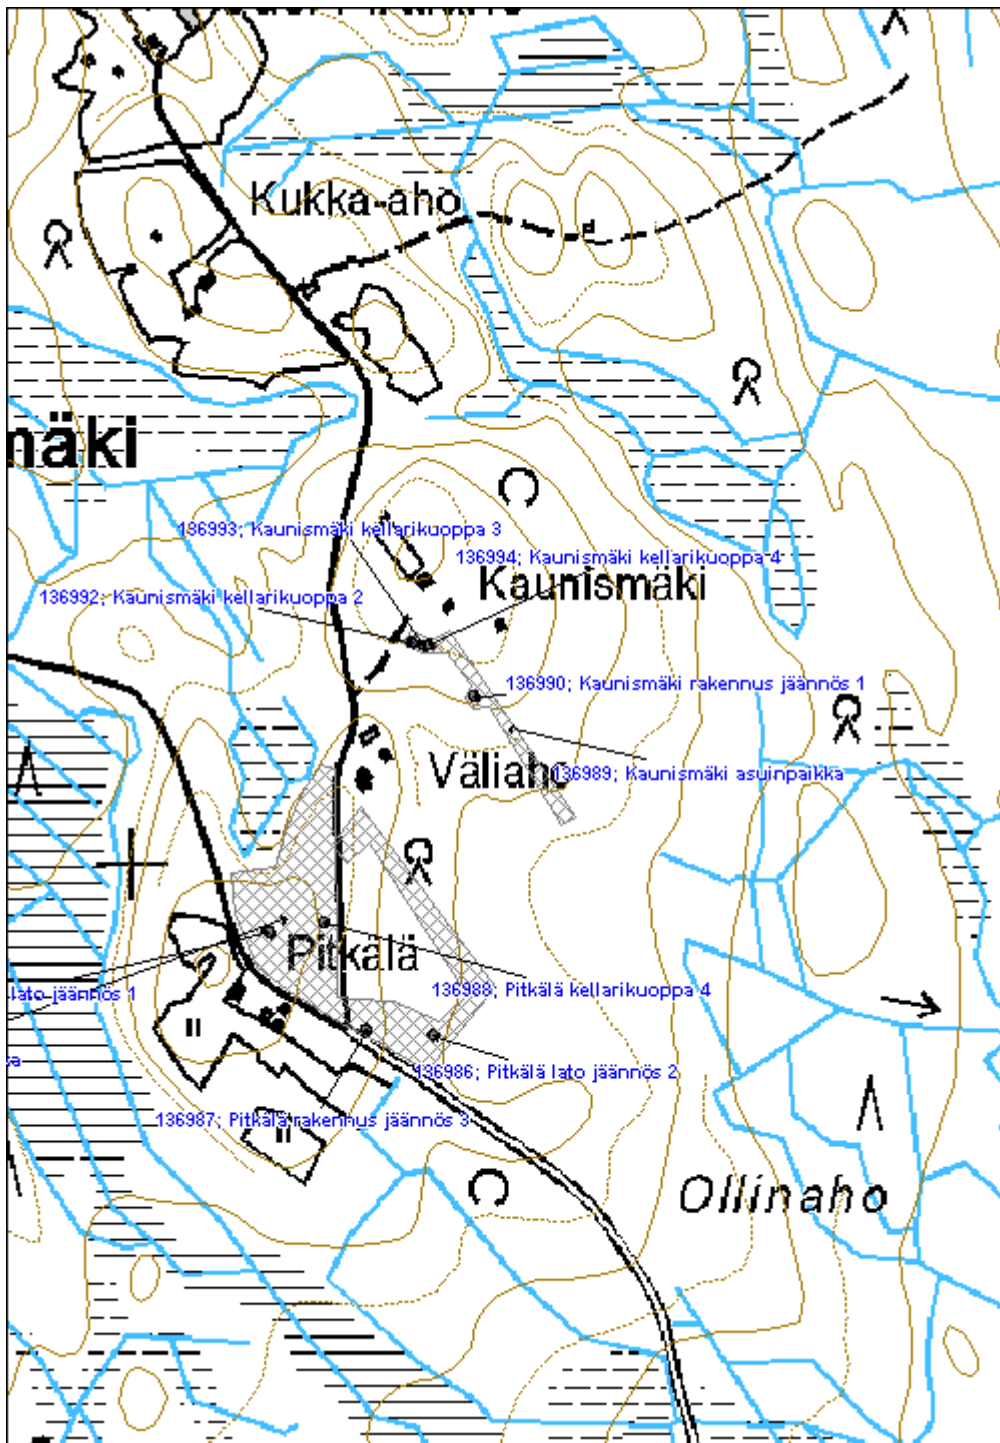 Kukka-aho
mäki
136993; Kaunismäki kellarikuoppa 3
136994; Kaunismäki kellarikuoppa 4
Kaunismäki
136992; Kaunismäki kellarikuoppa 2
136990; Kaunismäki rakennus jäännös 1
Väliaho
136989; Kaunismäki asuinpaikka
Pitkälä
136988; Pitkälä kellarikuoppa 4
lato jäännös 1
ka
136986; Pitkälä lato jäännös 2
136987; Pitkälä rakennus jäännös 3
Ollinaho